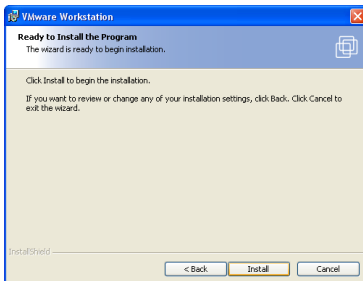 VMware Workstation
Ready to Install the Program
The wizard is ready to begin installation.
Click Install to begin the installation.
If you want to review or change any of your installation settings, click Back. Click Cancel to
exit the wizard.
InstallShield
< Back Install Cancel